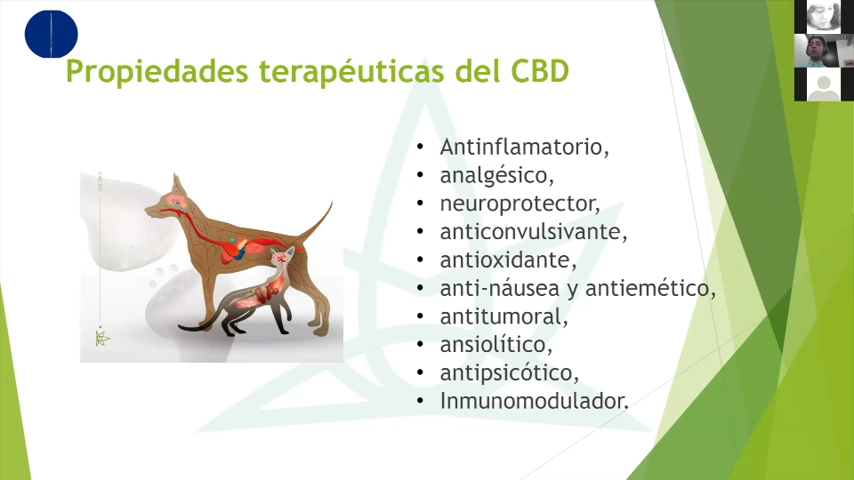 Propiedades terapéuticas del CBD
Antinflamatorio,
analgésico,
neuroprotector,
anticonvulsivante,
antioxidante,
anti-náusea y antiemético,
antitumoral,
ansiolítico,
antipsicótico,
Inmunomodulador.